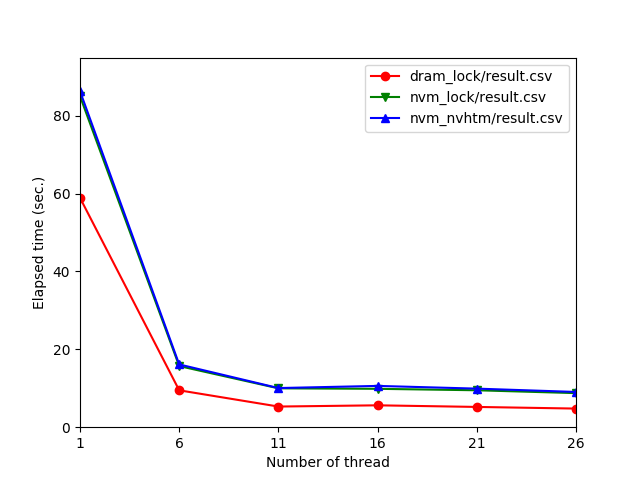 dram_lock/result.csv
nvm_lock/result.csv
nvm_nvhtm/result.csv
Elapsed time (sec.)
80
60
40
20
0
1 6 11 16 21 26
Number of thread